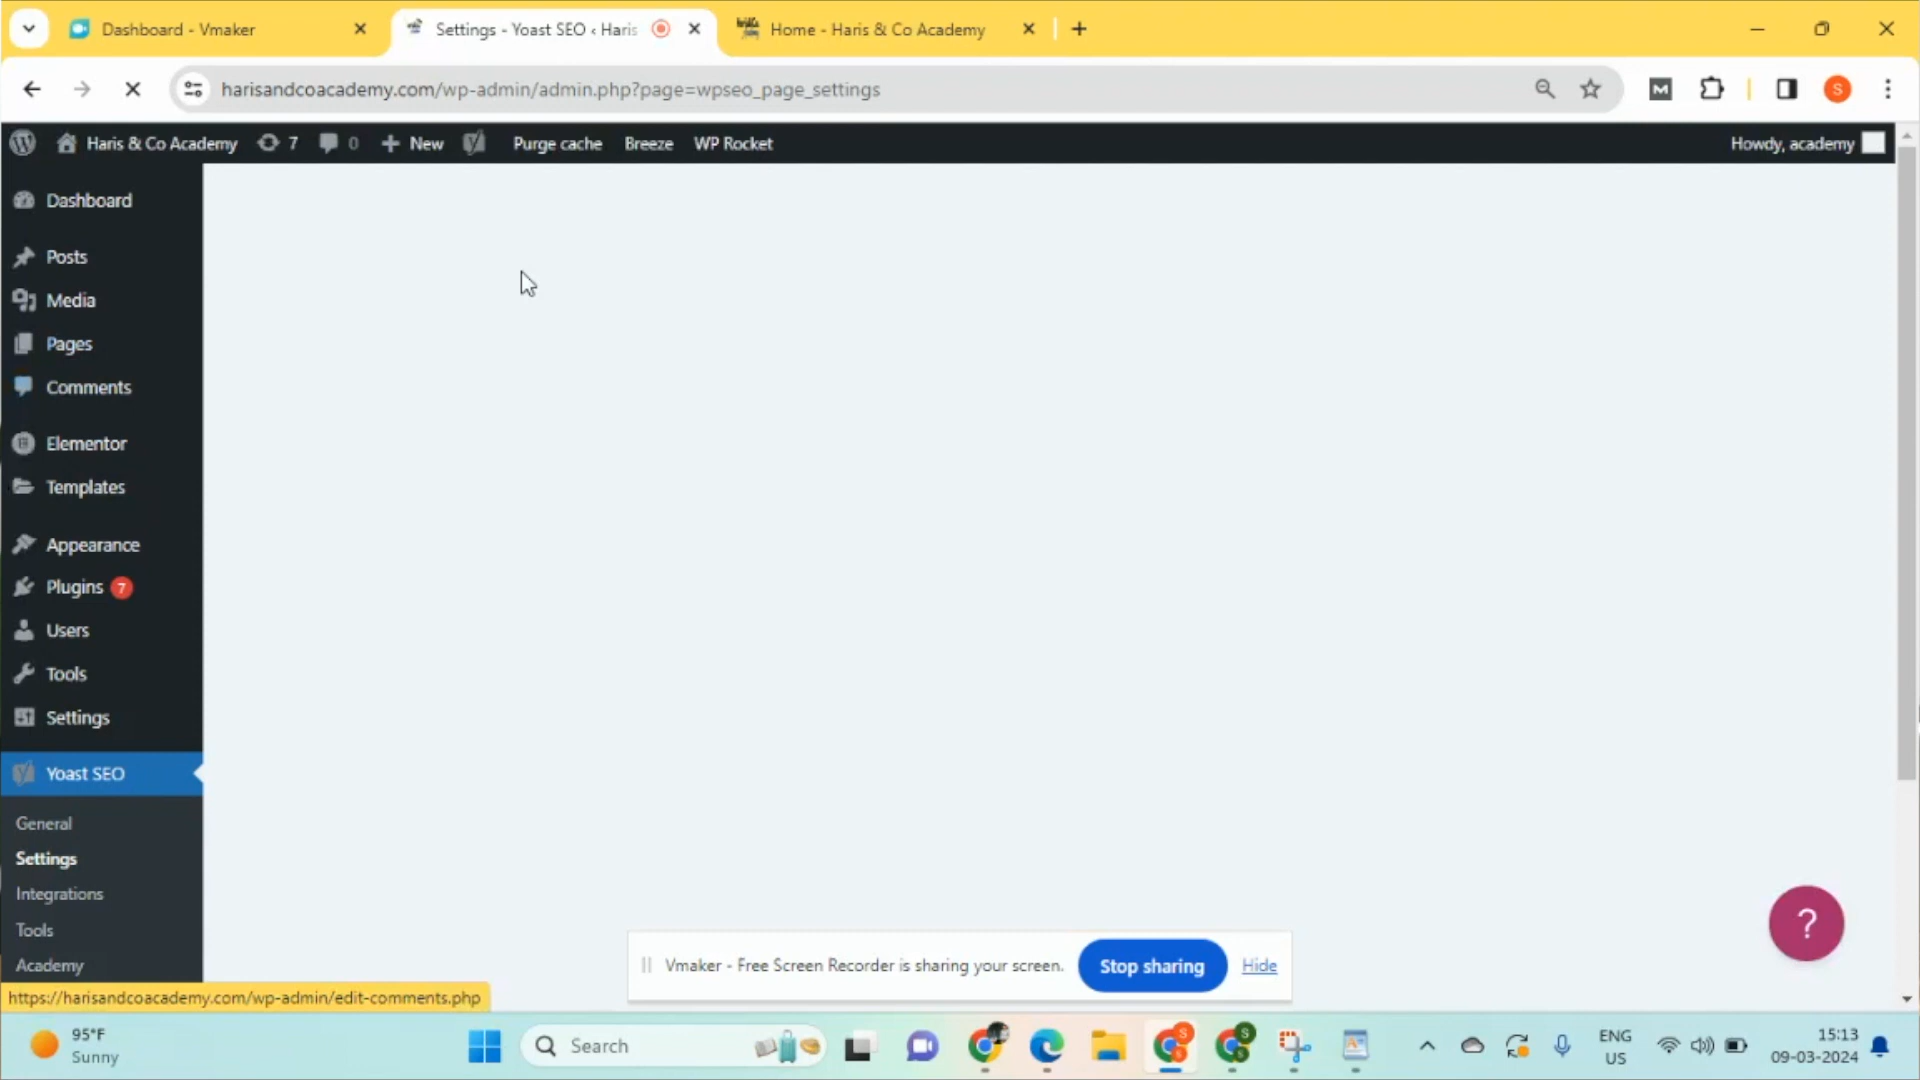 Dashboard - Vmaker
Settings - Yoast SEO ‹ Haris
Home - Haris & Co Academy
harisandcoacademy.com/wp-admin/admin.php?page=wpseo_page_settings
M
S
Haris & Co Academy
7
0
New
Purge cache
Breeze
WP Rocket
Howdy, academy
Dashboard
Posts
Media
Pages
Comments
Elementor
Templates
Appearance
Plugins 7
Users
Tools
Settings
Yoast SEO
General
Settings
Integrations
Tools
Academy
?
Vmaker - Free Screen Recorder is sharing your screen.
Stop sharing
Hide
https://harisandcoacademy.com/wp-admin/edit-comments.php
95°F
Sunny
Search
S
S
S
S
ENG
US
15:13
09-03-2024